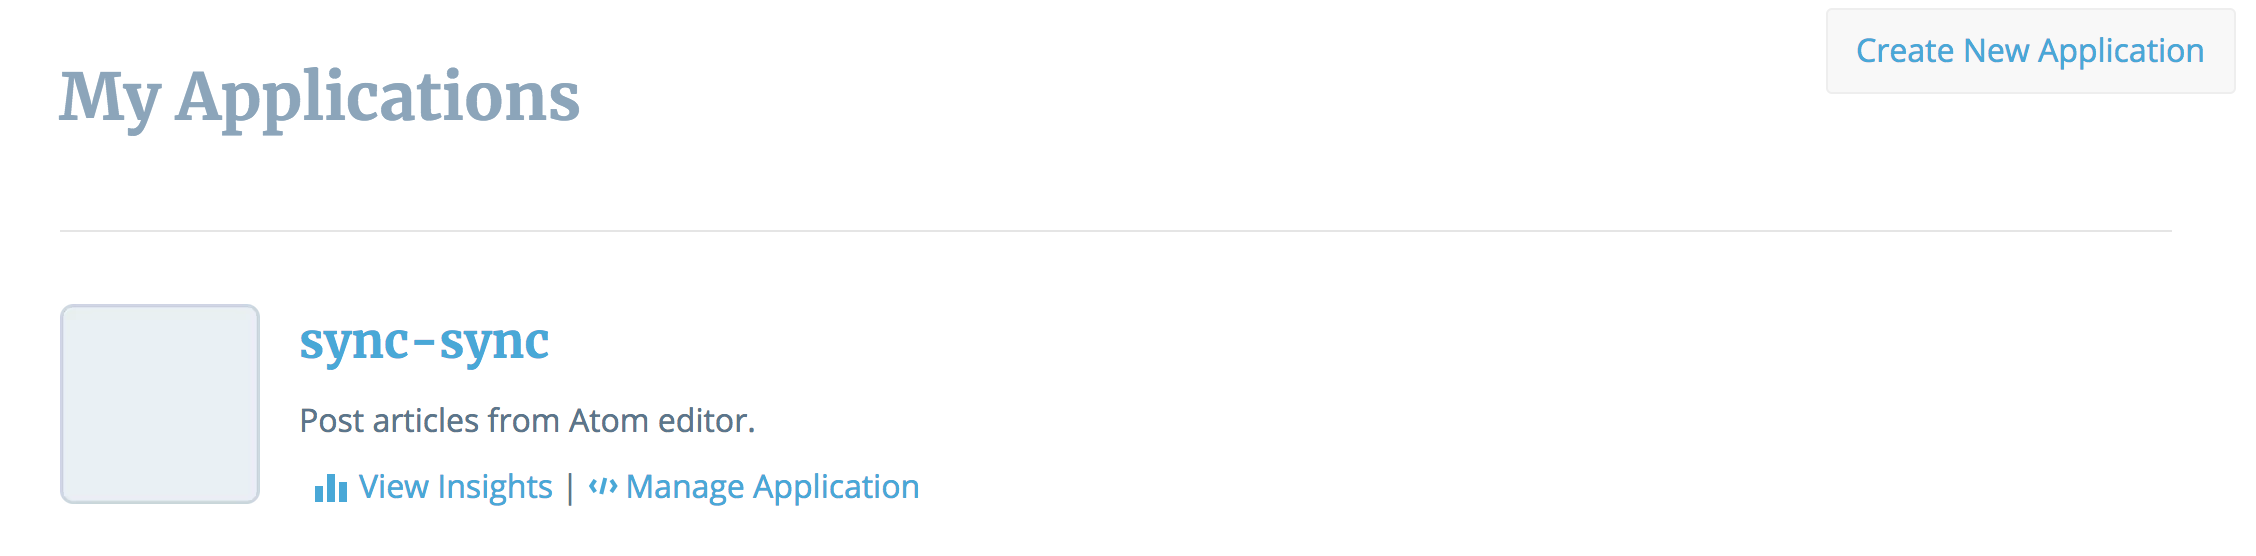 Create New Application
My Applications
sync-sync
Post articles from Atom editor.
View Insights | Manage Application